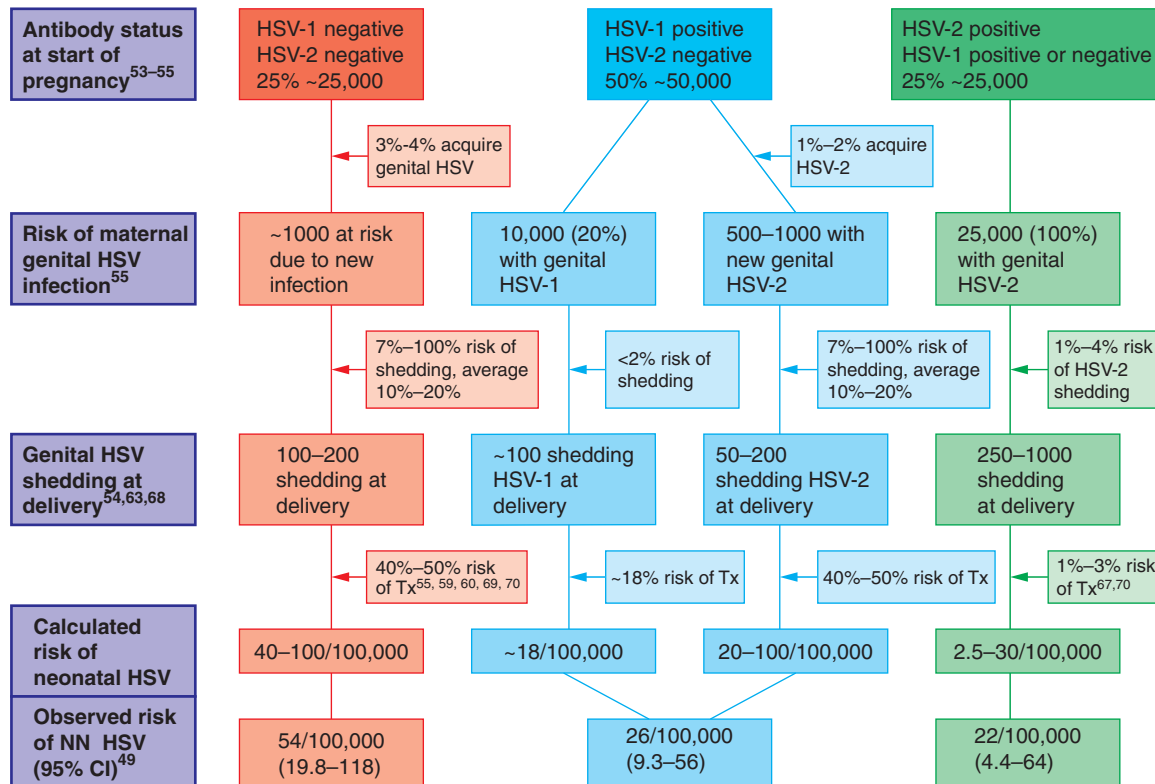 Antibody status
at start of
pregnancy53–55
HSV-1 negative
HSV-2 negative
25% ~25,000
HSV-1 positive
HSV-2 negative
50% ~50,000
HSV-2 positive
HSV-1 positive or negative
25% ~25,000
3%-4% acquire
genital HSV
1%–2% acquire
HSV-2
Risk of maternal
genital HSV
infection55
~1000 at risk
due to new
infection
10,000 (20%)
with genital
HSV-1
500–1000 with
new genital
HSV-2
25,000 (100%)
with genital
HSV-2
7%–100% risk of
shedding, average
10%–20%
<2% risk of
shedding
7%–100% risk of
shedding, average
10%–20%
1%–4% risk
of HSV-2
shedding
Genital HSV
shedding at
delivery54,63,68
100–200
shedding at
delivery
~100 shedding
HSV-1 at
delivery
50–200
shedding HSV-2
at delivery
250–1000
shedding
at delivery
40%–50% risk
of Tx55, 59, 60, 69, 70
~18% risk of Tx
40%–50% risk of Tx
1%–3% risk
of Tx67,70
Calculated
risk of
neonatal HSV
40–100/100,000
~18/100,000
20–100/100,000
2.5–30/100,000
Observed risk
of NN HSV
(95% CI)49
54/100,000
(19.8–118)
26/100,000
(9.3–56)
22/100,000
(4.4–64)